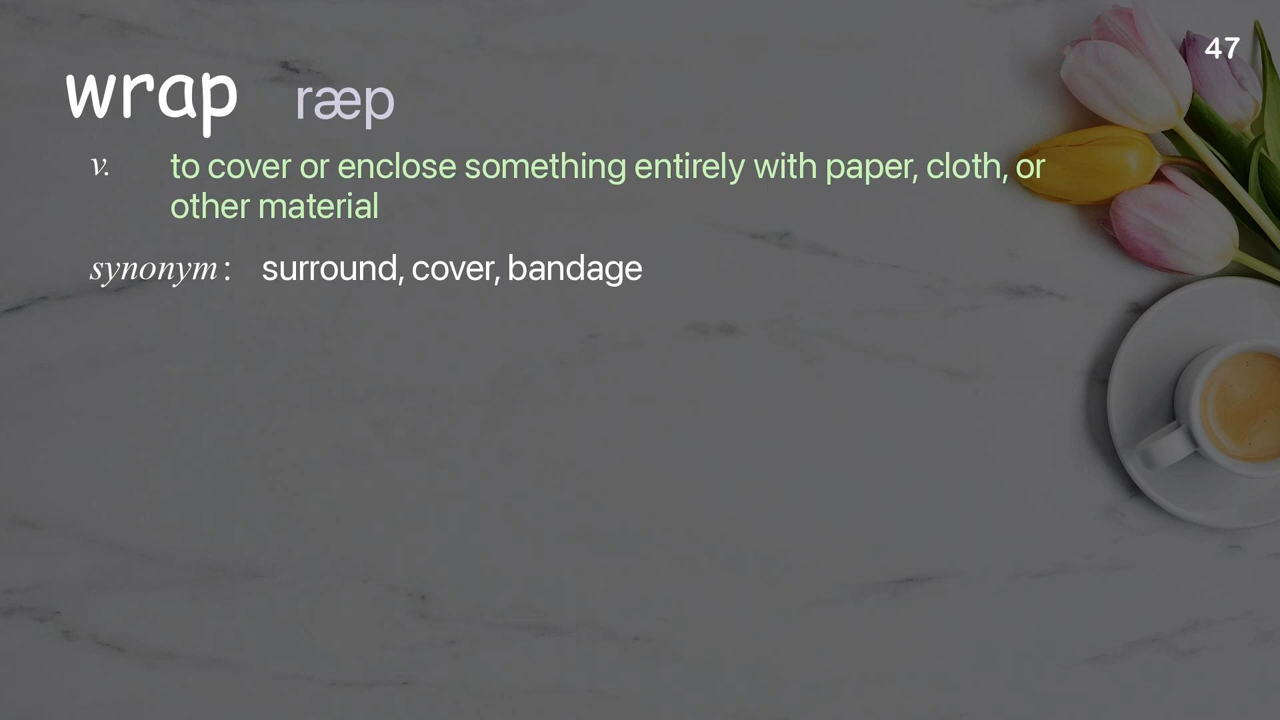 47
wrap ræp
v. to cover or enclose something entirely with paper, cloth, or
other material
synonym : surround, cover, bandage